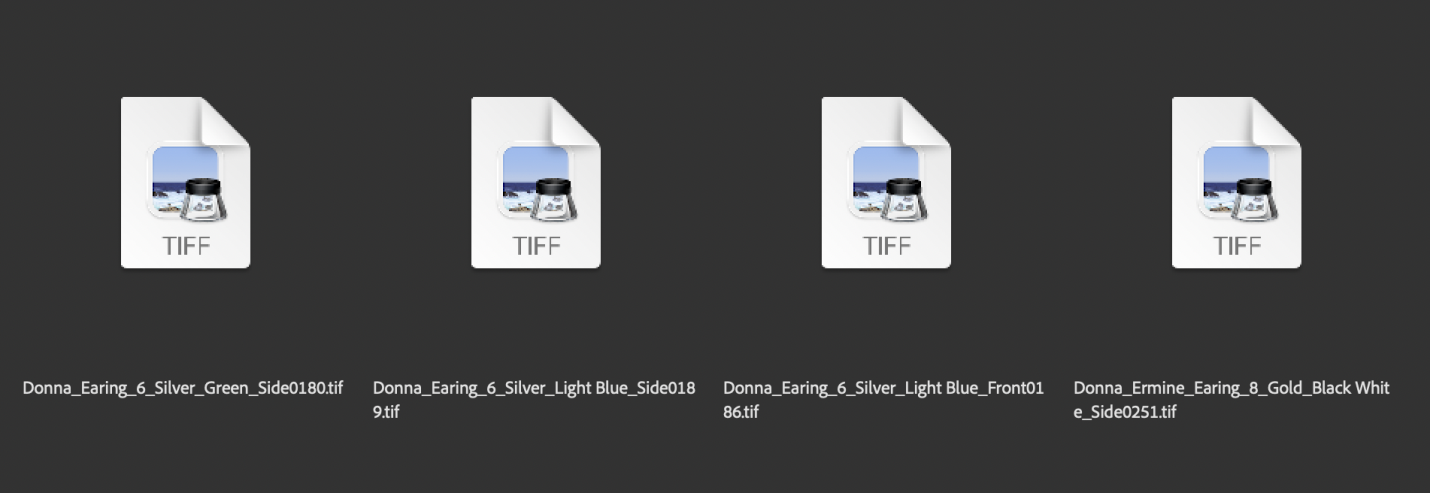 TIFF
TIFF
TIFF
TIFF
Donna_Earing_6_Silver_Green_Side0180.tif
Donna_Earing_6_Silver_Light Blue_Side018
9.tif
Donna_Earing_6_Silver_Light Blue_Front01
86.tif
Donna_Ermine_Earing_8_Gold_Black Whit
e_Side0251.tif